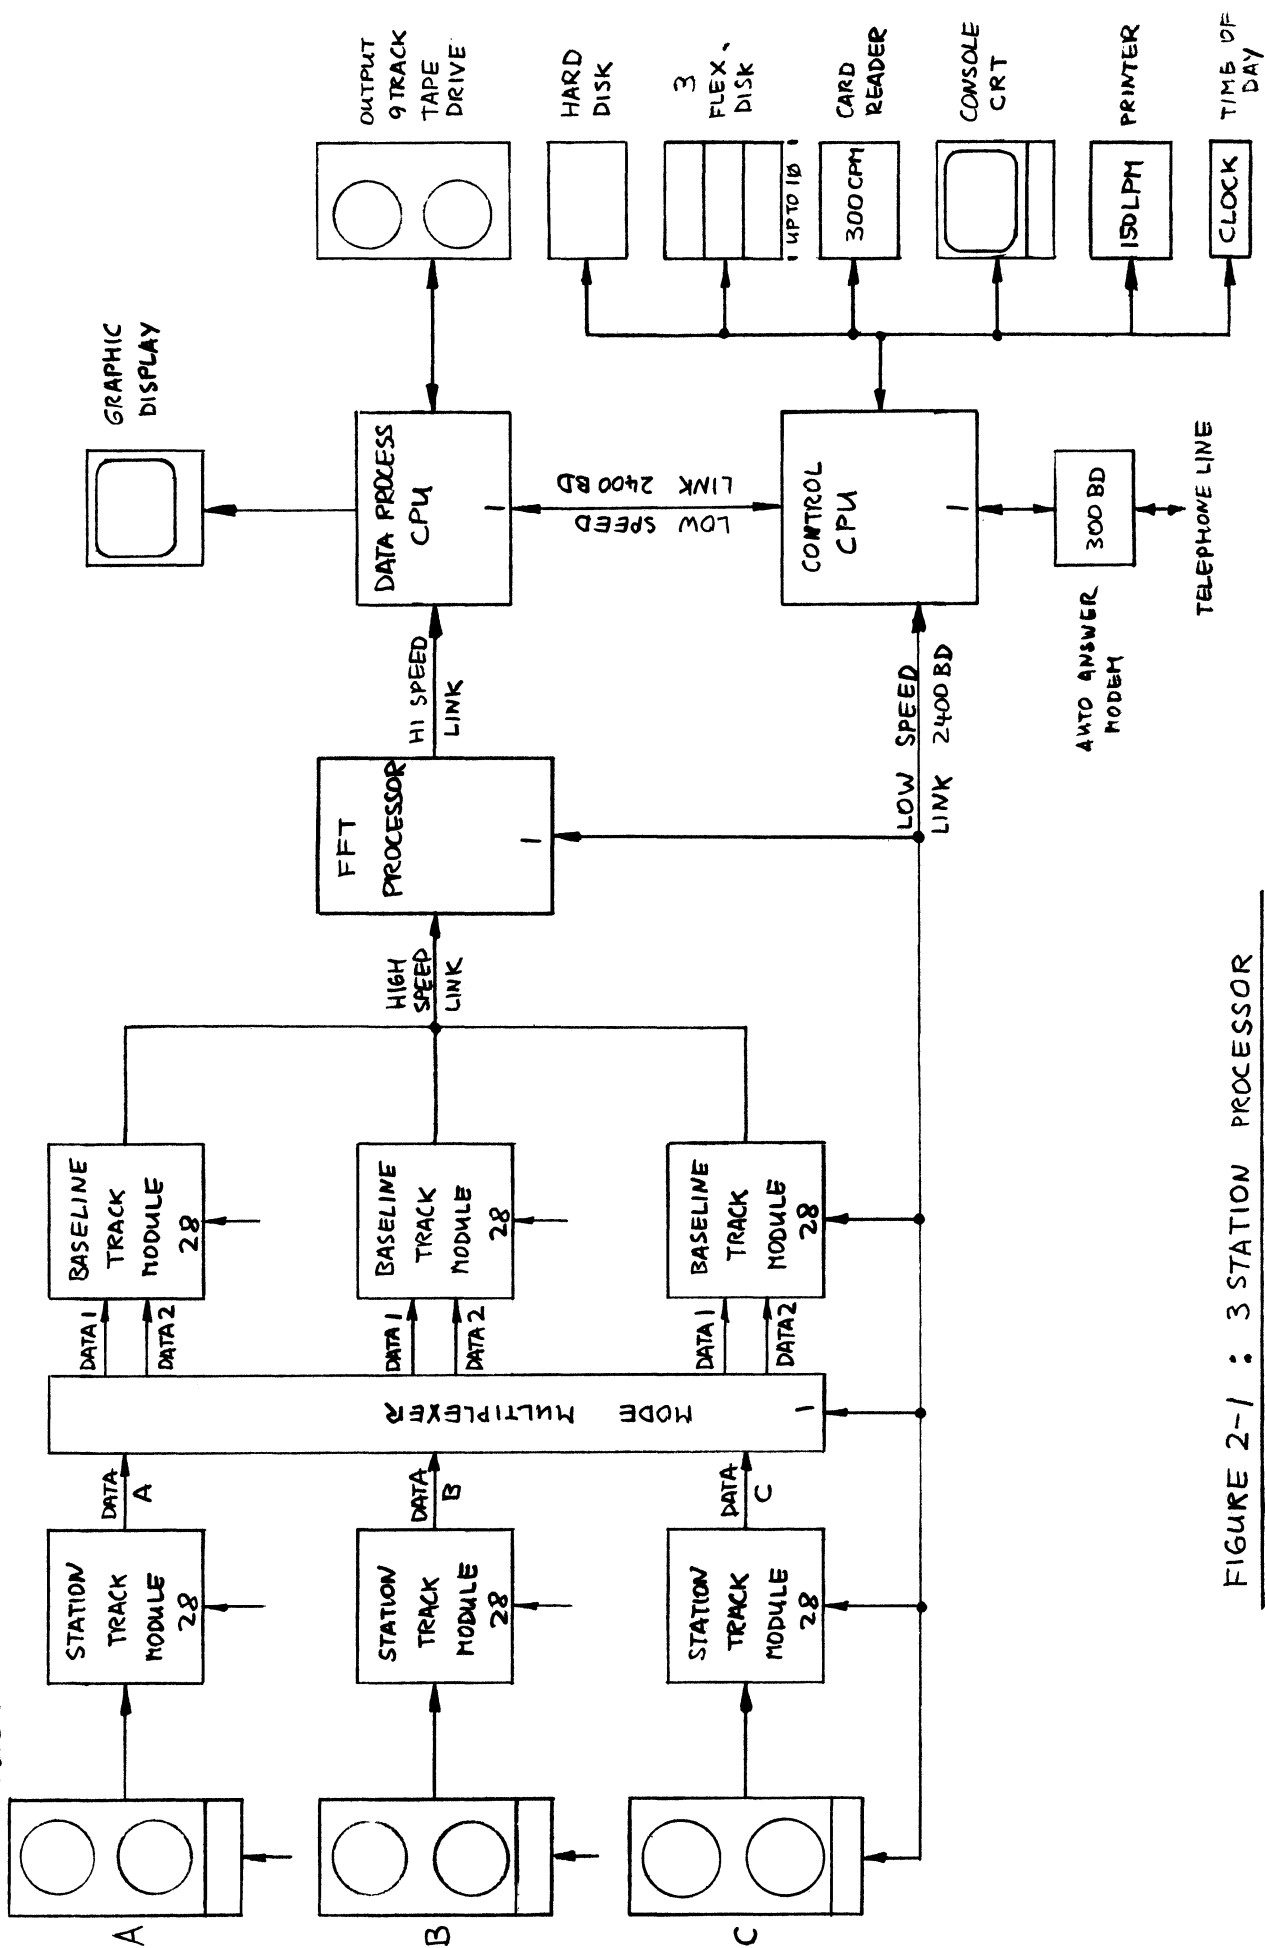 A
B
C
STATION
TRACK
MODULE
28
STATION
TRACK
MODULE
28
STATION
TRACK
MODULE
28
DATA
A
DATA
B
DATA
C
MODE MULTIPLEXER
1
DATA 1
DATA 2
DATA 1
DATA 2
DATA 1
DATA 2
BASELINE
TRACK
MODULE
28
BASELINE
TRACK
MODULE
28
BASELINE
TRACK
MODULE
28
HIGH
SPEED
LINK
FFT
PROCESSOR
1
HI SPEED
LINK
LOW SPEED
LINK 2400 BD
GRAPHIC
DISPLAY
DATA PROCESS
CPU
1
LOW SPEED
LINK 2400 BD
CONTROL
CPU
1
AUTO ANSWER
MODEM
300 BD
TELEPHONE LINE
OUTPUT
9 TRACK
TAPE
DRIVE
HARD
DISK
3
FLEX.
DISK
UP TO 10
CARD
READER
300 CPM
CONSOLE
CRT
PRINTER
150 LPM
TIME OF
DAY
CLOCK
FIGURE 2-1 : 3 STATION PROCESSOR